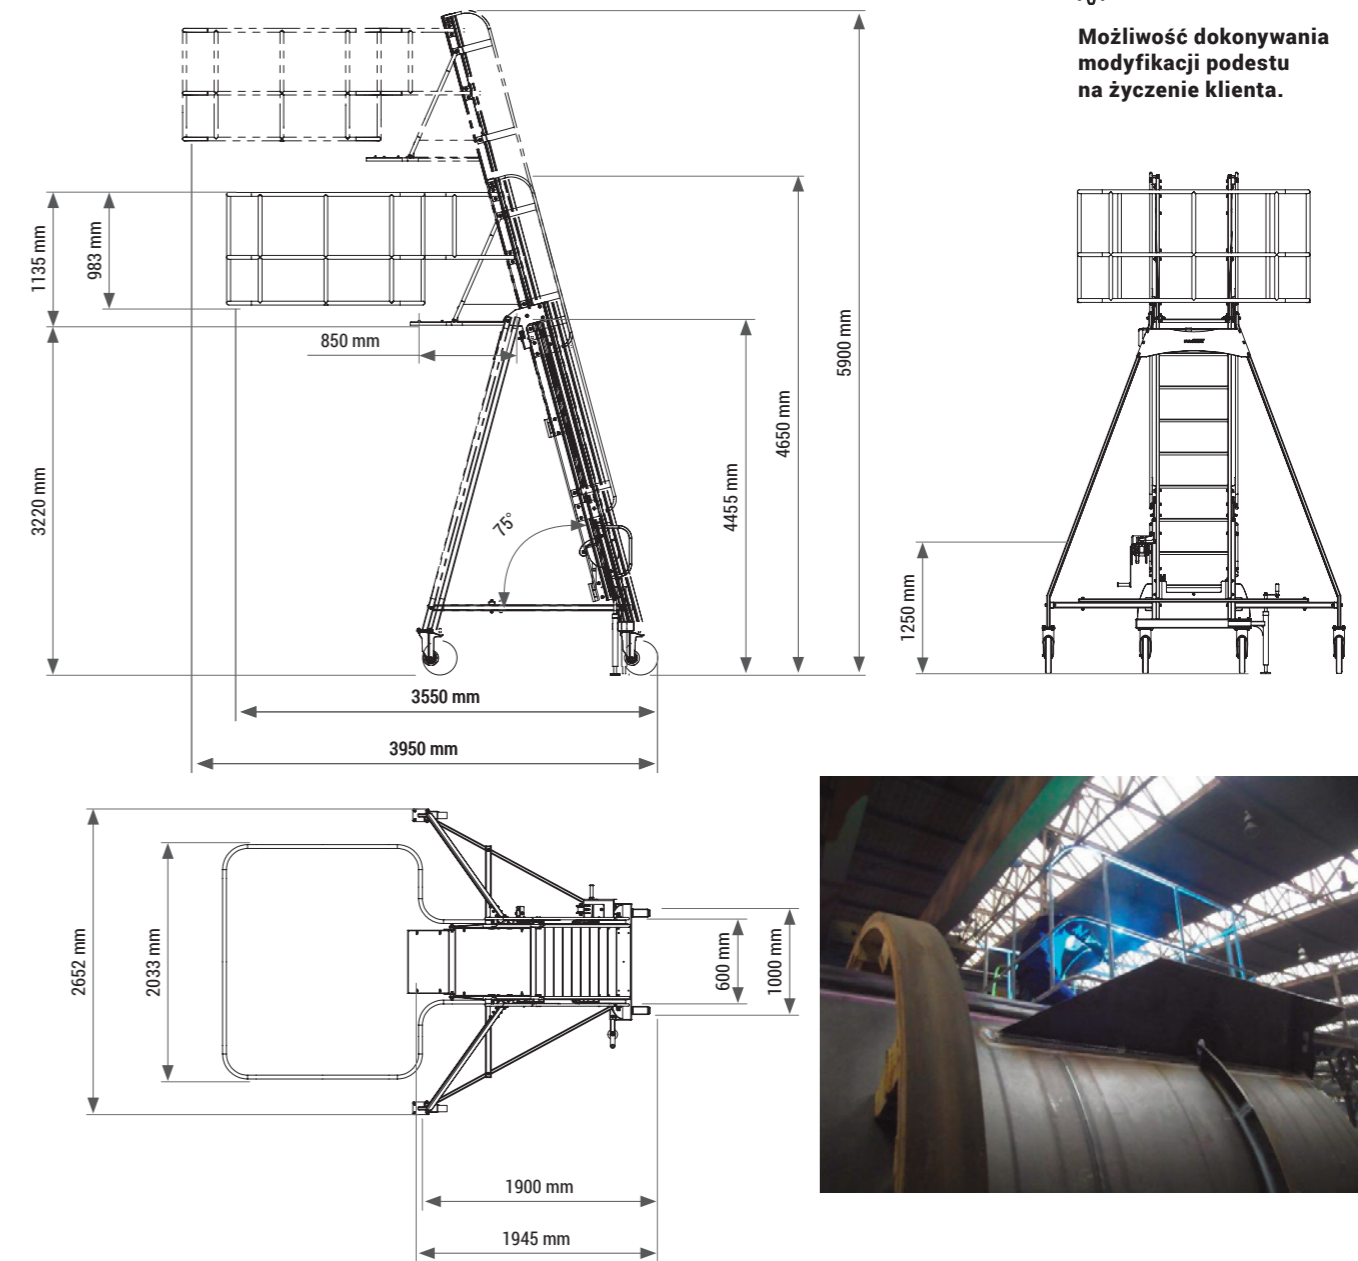 Możliwość dokonywania
modyfikacji podestu
na życzenie klienta.
1135 mm
983 mm
850 mm
3220 mm
75°
5900 mm
4650 mm
4455 mm
1250 mm
3550 mm
3950 mm
2652 mm
2033 mm
600 mm
1000 mm
1900 mm
1945 mm